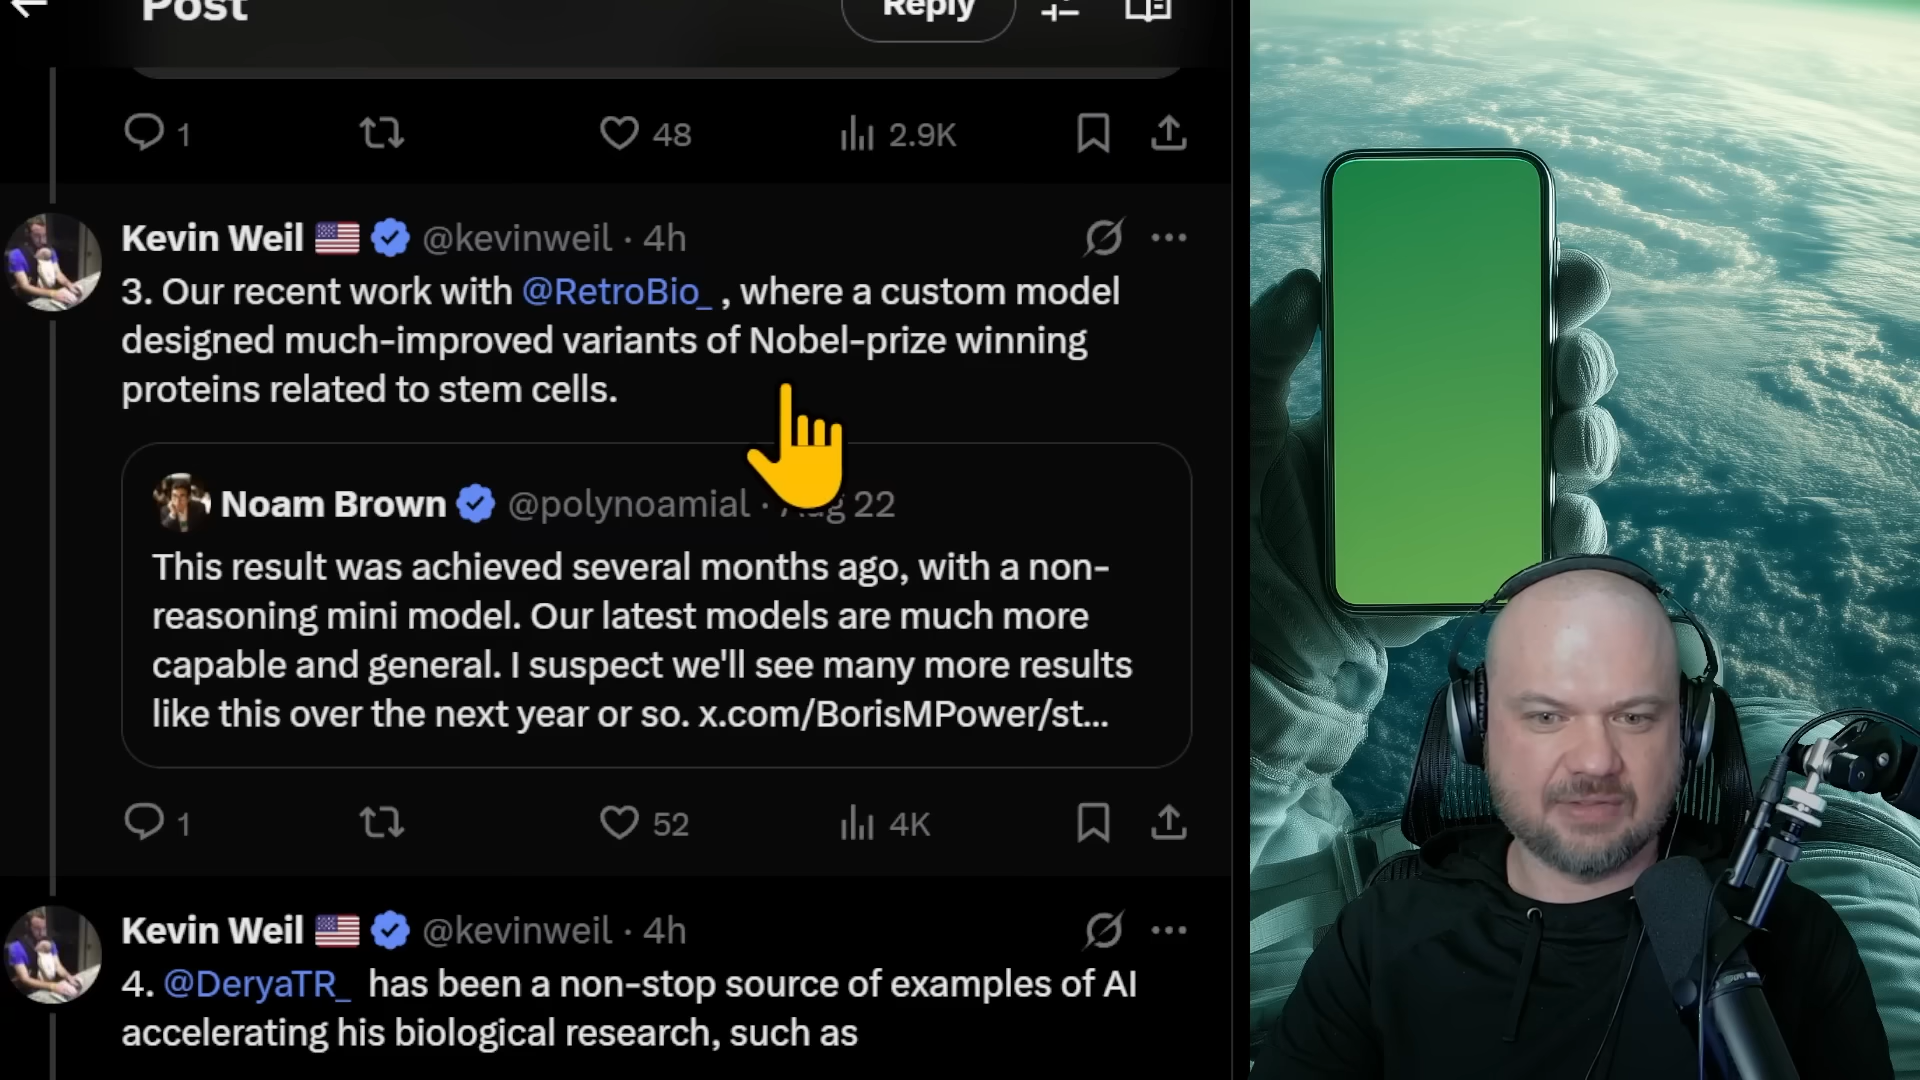 Post
Reply
1 48 2.9K
Kevin Weil @kevinweil · 4h
3. Our recent work with @RetroBio_ , where a custom model
designed much-improved variants of Nobel-prize winning
proteins related to stem cells.
Noam Brown @polynoamial · Aug 22
This result was achieved several months ago, with a non-
reasoning mini model. Our latest models are much more
capable and general. I suspect we'll see many more results
like this over the next year or so. x.com/BorisMPower/st...
1 52 4K
Kevin Weil @kevinweil · 4h
4. @DeryaTR_ has been a non-stop source of examples of AI
accelerating his biological research, such as